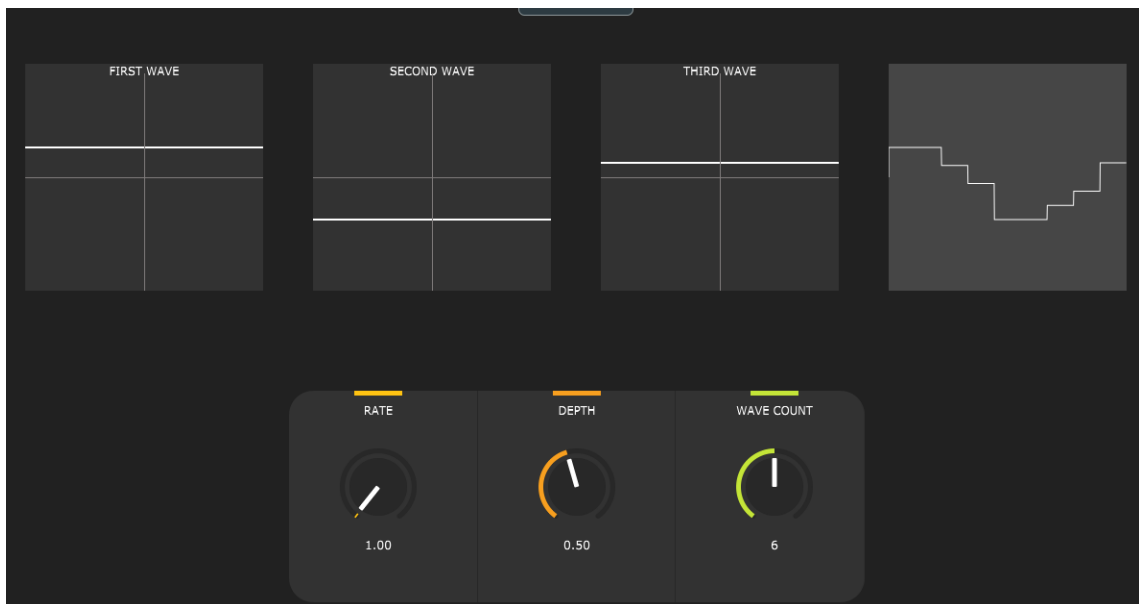 FIRST WAVE
SECOND WAVE
THIRD WAVE
RATE
DEPTH
WAVE COUNT
1.00
0.50
6